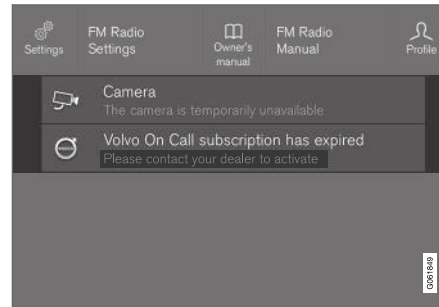 Settings
FM Radio
Settings
Owner's
manual
FM Radio
Manual
Profile
Camera
The camera is temporarily unavailable
Volvo On Call subscription has expired
Please contact your dealer to activate
G061849